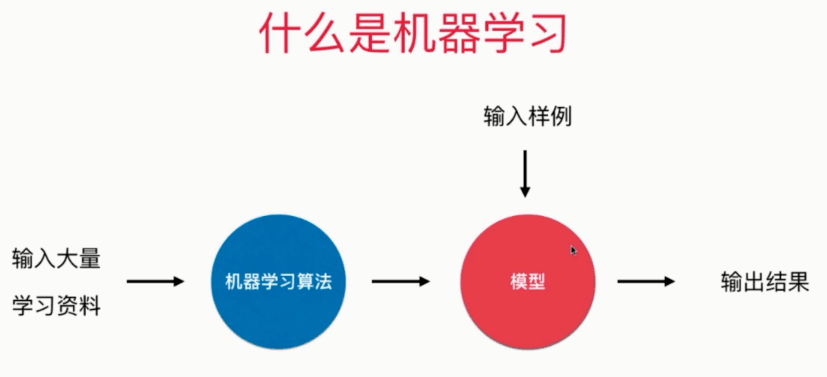 什么是机器学习
输入样例
输入大量
学习资料
机器学习算法
模型
输出结果